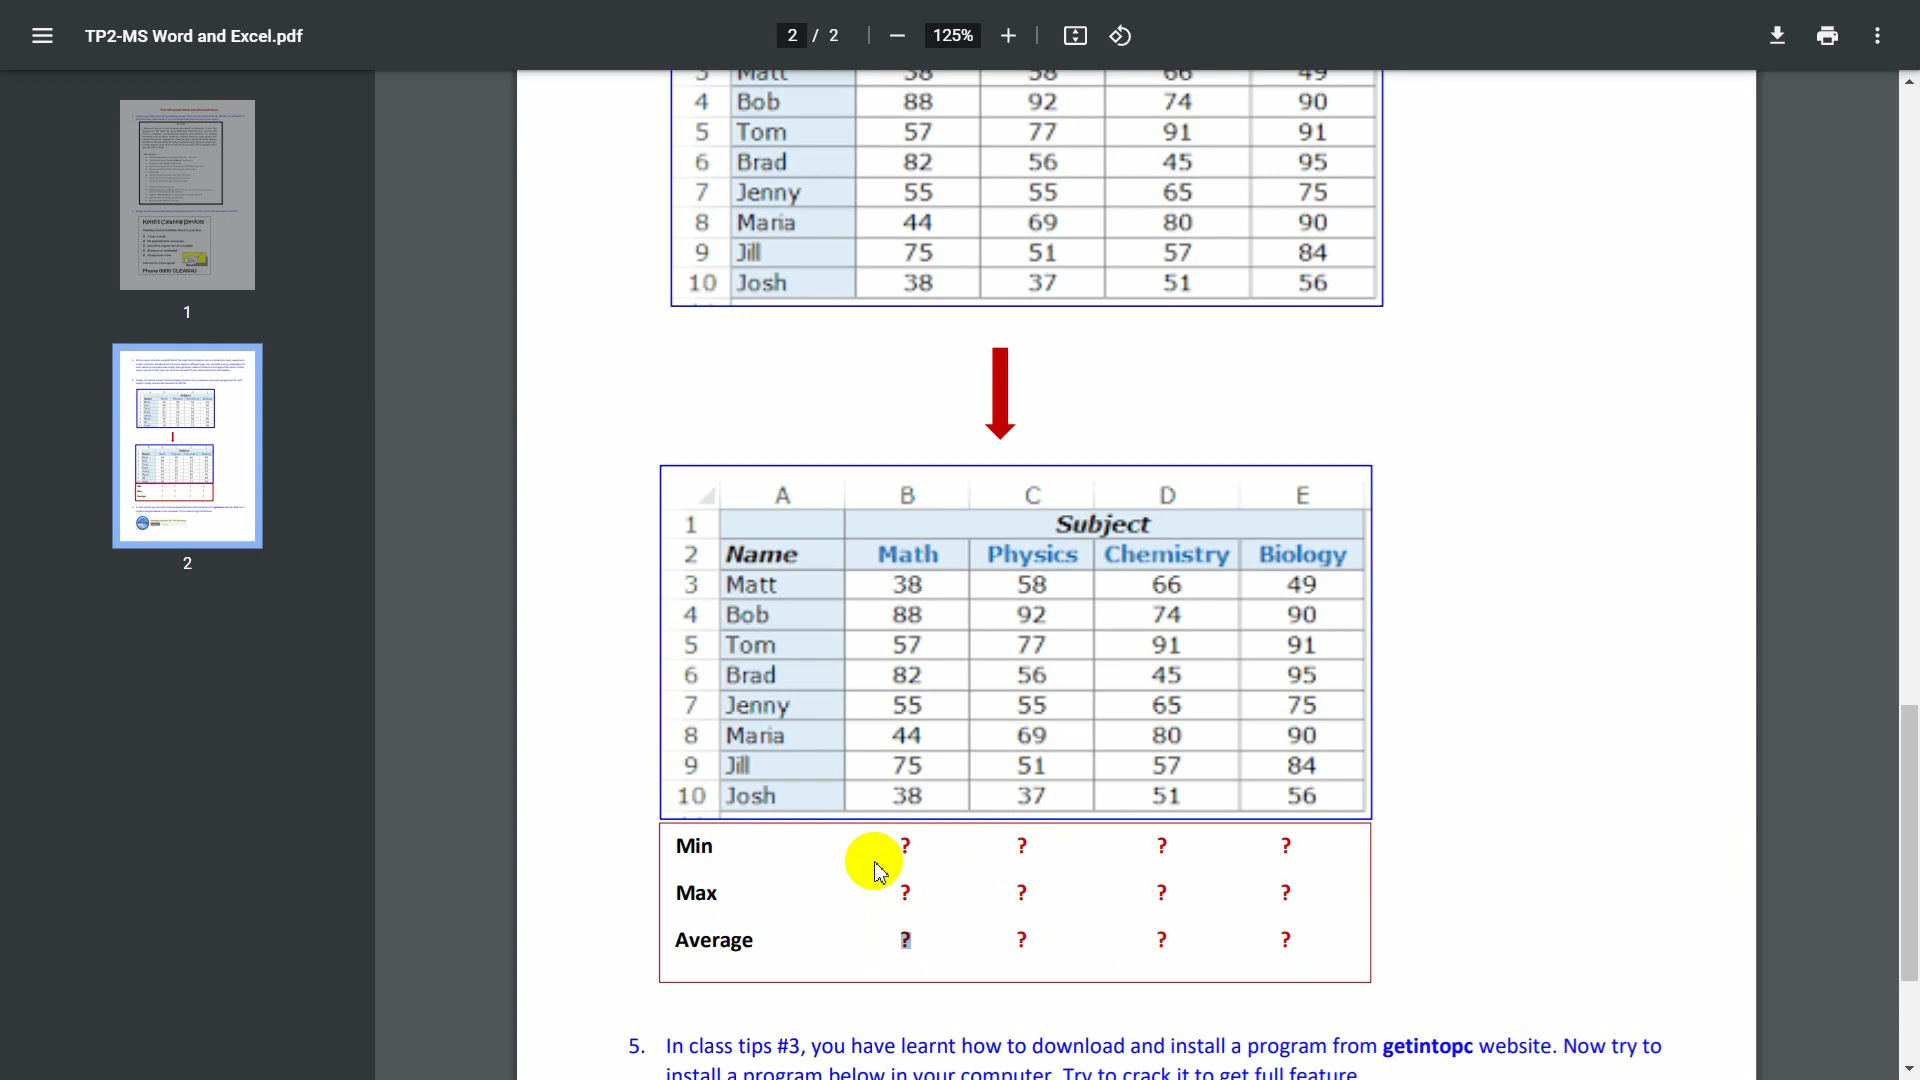 TP2-MS Word and Excel.pdf
2 / 2
125%
1
2
3 Matt 38 58 66 49
4 Bob 88 92 74 90
5 Tom 57 77 91 91
6 Brad 82 56 45 95
7 Jenny 55 55 65 75
8 Maria 44 69 80 90
9 Jill 75 51 57 84
10 Josh 38 37 51 56
A B C D E
1 Subject
2 Name Math Physics Chemistry Biology
3 Matt 38 58 66 49
4 Bob 88 92 74 90
5 Tom 57 77 91 91
6 Brad 82 56 45 95
7 Jenny 55 55 65 75
8 Maria 44 69 80 90
9 Jill 75 51 57 84
10 Josh 38 37 51 56
Min ? ? ? ?
Max ? ? ? ?
Average ? ? ? ?
5. In class tips #3, you have learnt how to download and install a program from getintopc website. Now try to
install a program below in your computer. Try to crack it to get full feature.